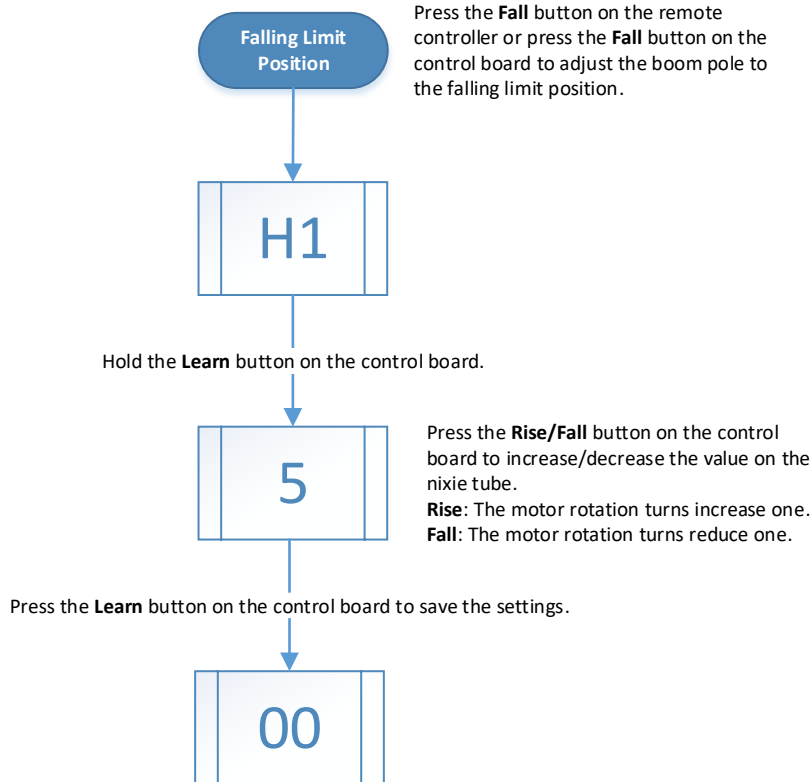 Falling Limit
Position
Press the Fall button on the remote
controller or press the Fall button on the
control board to adjust the boom pole to
the falling limit position.
H1
Hold the Learn button on the control board.
5
Press the Rise/Fall button on the control
board to increase/decrease the value on the
nixie tube.
Rise: The motor rotation turns increase one.
Fall: The motor rotation turns reduce one.
Press the Learn button on the control board to save the settings.
00